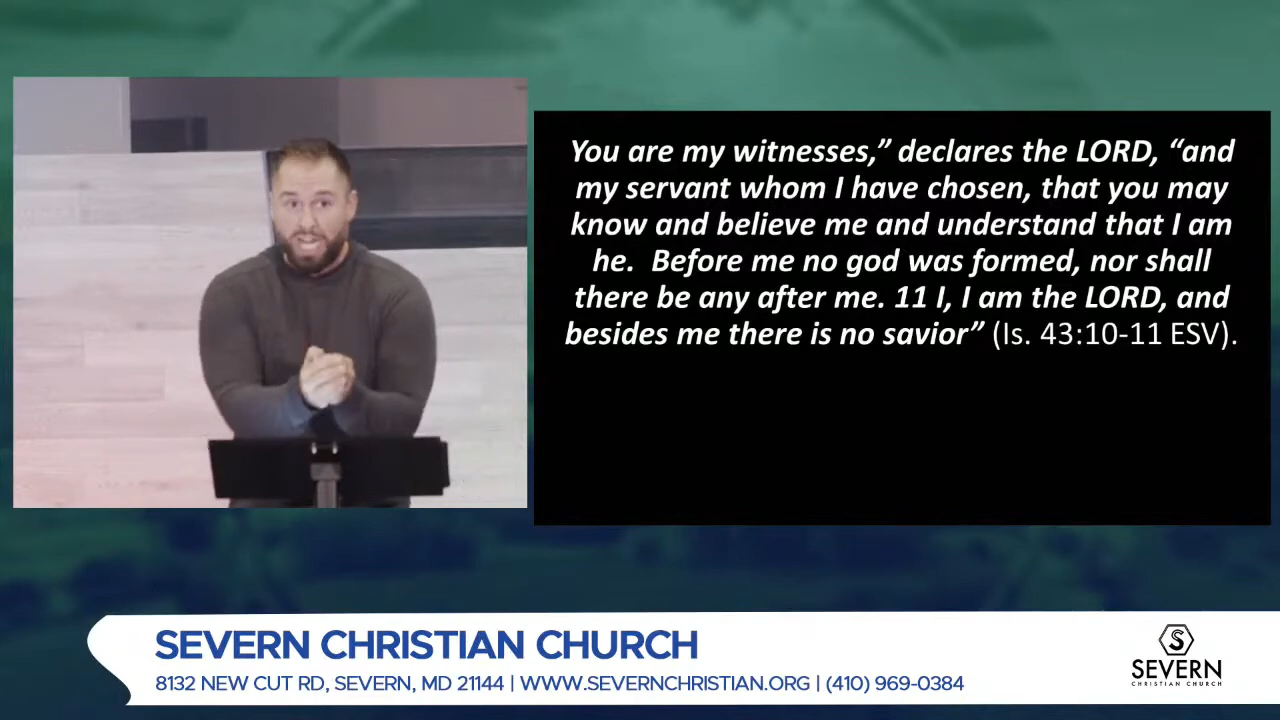 You are my witnesses,” declares the LORD, “and
my servant whom I have chosen, that you may
know and believe me and understand that I am
he.  Before me no god was formed, nor shall
there be any after me. 11 I, I am the LORD, and
besides me there is no savior” (Is. 43:10-11 ESV).
SEVERN CHRISTIAN CHURCH
8132 NEW CUT RD, SEVERN, MD 21144 | WWW.SEVERNCHRISTIAN.ORG | (410) 969-0384
S
SEVERN
CHRISTIAN CHURCH